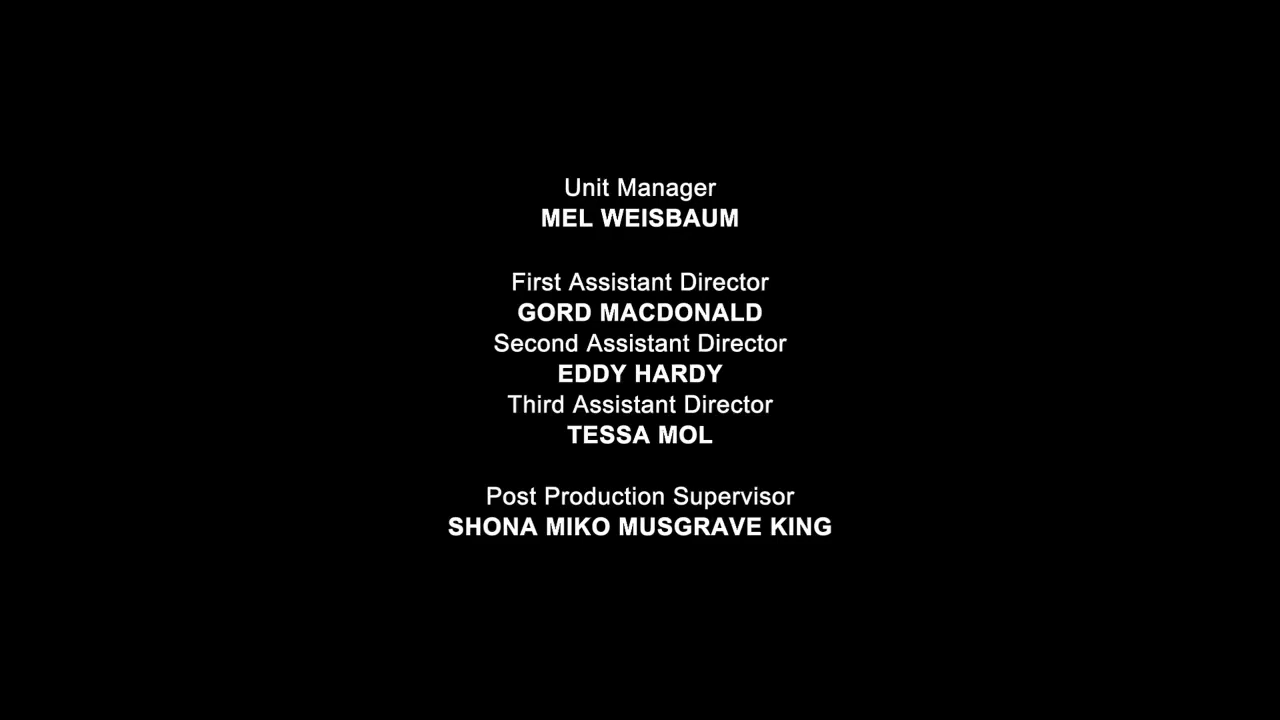 Unit Manager
MEL WEISBAUM
First Assistant Director
GORD MACDONALD
Second Assistant Director
EDDY HARDY
Third Assistant Director
TESSA MOL
Post Production Supervisor
SHONA MIKO MUSGRAVE KING